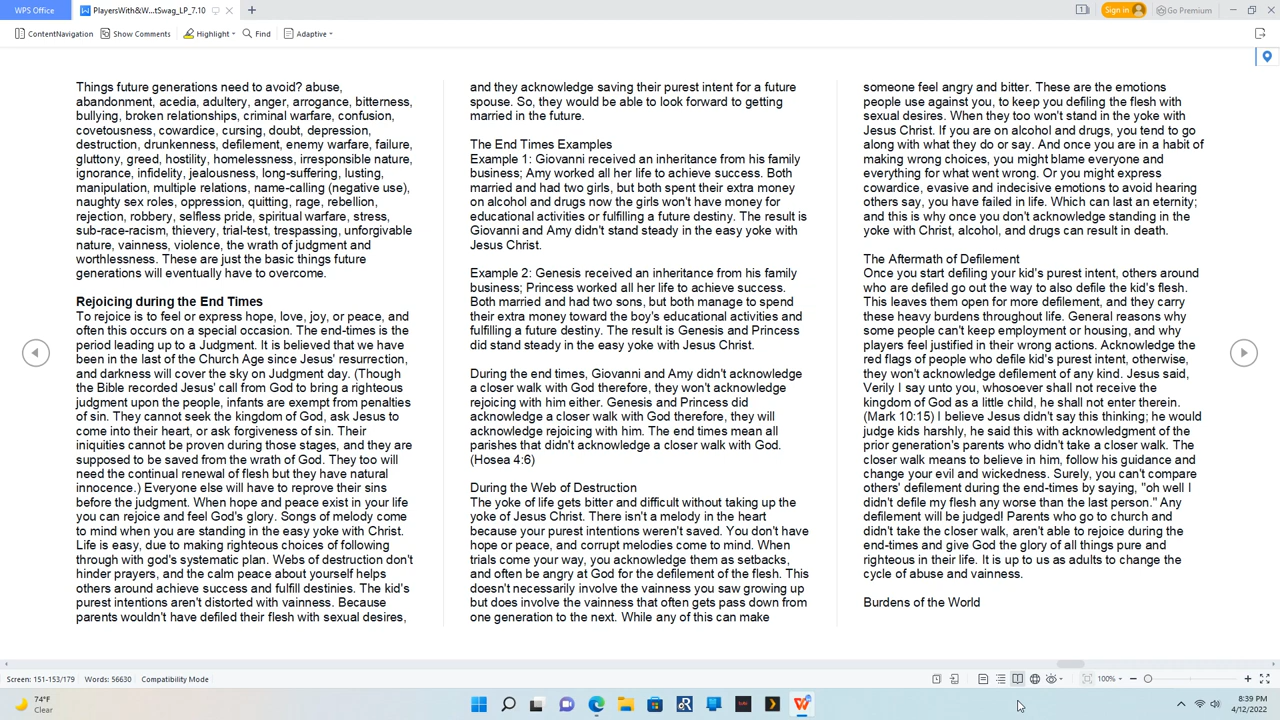 WPS Office
PlayersWith&W...tSwag_LP_7.10
Sign in
Go Premium
ContentNavigation
Show Comments
Highlight
Find
Adaptive
Things future generations need to avoid? abuse,
abandonment, acedia, adultery, anger, arrogance, bitterness,
bullying, broken relationships, criminal warfare, confusion,
covetousness, cowardice, cursing, doubt, depression,
destruction, drunkenness, defilement, enemy warfare, failure,
gluttony, greed, hostility, homelessness, irresponsible nature,
ignorance, infidelity, jealousness, long-suffering, lusting,
manipulation, multiple relations, name-calling (negative use),
naughty sex roles, oppression, quitting, rage, rebellion,
rejection, robbery, selfless pride, spiritual warfare, stress,
sub-race-racism, thievery, trial-test, trespassing, unforgivable
nature, vainness, violence, the wrath of judgment and
worthlessness. These are just the basic things future
generations will eventually have to overcome.
Rejoicing during the End Times
To rejoice is to feel or express hope, love, joy, or peace, and
often this occurs on a special occasion. The end-times is the
period leading up to a Judgment. It is believed that we have
been in the last of the Church Age since Jesus' resurrection,
and darkness will cover the sky on Judgment day. (Though
the Bible recorded Jesus' call from God to bring a righteous
judgment upon the people, infants are exempt from penalties
of sin. They cannot seek the kingdom of God, ask Jesus to
come into their heart, or ask forgiveness of sin. Their
iniquities cannot be proven during those stages, and they are
supposed to be saved from the wrath of God. They too will
need the continual renewal of flesh but they have natural
innocence.) Everyone else will have to reprove their sins
before the judgment. When hope and peace exist in your life
you can rejoice and feel God's glory. Songs of melody come
to mind when you are standing in the easy yoke with Christ.
Life is easy, due to making righteous choices of following
through with god's systematic plan. Webs of destruction don't
hinder prayers, and the calm peace about yourself helps
others around achieve success and fulfill destinies. The kid's
purest intentions aren't distorted with vainness. Because
parents wouldn't have defiled their flesh with sexual desires,
and they acknowledge saving their purest intent for a future
spouse. So, they would be able to look forward to getting
married in the future.
The End Times Examples
Example 1: Giovanni received an inheritance from his family
business; Amy worked all her life to achieve success. Both
married and had two girls, but both spent their extra money
on alcohol and drugs now the girls won't have money for
educational activities or fulfilling a future destiny. The result is
Giovanni and Amy didn't stand steady in the easy yoke with
Jesus Christ.
Example 2: Genesis received an inheritance from his family
business; Princess worked all her life to achieve success.
Both married and had two sons, but both manage to spend
their extra money toward the boy's educational activities and
fulfilling a future destiny. The result is Genesis and Princess
did stand steady in the easy yoke with Jesus Christ.
During the end times, Giovanni and Amy didn't acknowledge
a closer walk with God therefore, they won't acknowledge
rejoicing with him either. Genesis and Princess did
acknowledge a closer walk with God therefore, they will
acknowledge rejoicing with him. The end times mean all
parishes that didn't acknowledge a closer walk with God.
(Hosea 4:6)
During the Web of Destruction
The yoke of life gets bitter and difficult without taking up the
yoke of Jesus Christ. There isn't a melody in the heart
because your purest intentions weren't saved. You don't have
hope or peace, and corrupt melodies come to mind. When
trials come your way, you acknowledge them as setbacks,
and often be angry at God for the defilement of the flesh. This
doesn't necessarily involve the vainness you saw growing up
but does involve the vainness that often gets pass down from
one generation to the next. While any of this can make
someone feel angry and bitter. These are the emotions
people use against you, to keep you defiling the flesh with
sexual desires. When they too won't stand in the yoke with
Jesus Christ. If you are on alcohol and drugs, you tend to go
along with what they do or say. And once you are in a habit of
making wrong choices, you might blame everyone and
everything for what went wrong. Or you might express
cowardice, evasive and indecisive emotions to avoid hearing
others say, you have failed in life. Which can last an eternity;
and this is why once you don't acknowledge standing in the
yoke with Christ, alcohol, and drugs can result in death.
The Aftermath of Defilement
Once you start defiling your kid's purest intent, others around
who are defiled go out the way to also defile the kid's flesh.
This leaves them open for more defilement, and they carry
these heavy burdens throughout life. General reasons why
some people can't keep employment or housing, and why
players feel justified in their wrong actions. Acknowledge the
red flags of people who defile kid's purest intent, otherwise,
they won't acknowledge defilement of any kind. Jesus said,
Verily I say unto you, whosoever shall not receive the
kingdom of God as a little child, he shall not enter therein.
(Mark 10:15) I believe Jesus didn't say this thinking; he would
judge kids harshly, he said this with acknowledgment of the
prior generation's parents who didn't take a closer walk. The
closer walk means to believe in him, follow his guidance and
change your evil and wickedness. Surely, you can't compare
others' defilement during the end-times by saying, "oh well I
didn't defile my flesh any worse than the last person." Any
defilement will be judged! Parents who go to church and
didn't take the closer walk, aren't able to rejoice during the
end-times and give God the glory of all things pure and
righteous in their life. It is up to us as adults to change the
cycle of abuse and vainness.
Burdens of the World
Screen: 151-153/179
Words: 56630
Compatibility Mode
100%
74°F
Clear
8:39 PM
4/12/2022